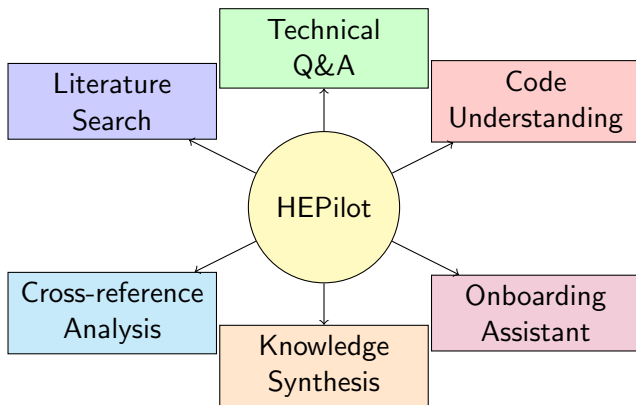 Technical
Q&A
Literature
Search
Code
Understanding
HEPilot
Cross-reference
Analysis
Onboarding
Assistant
Knowledge
Synthesis